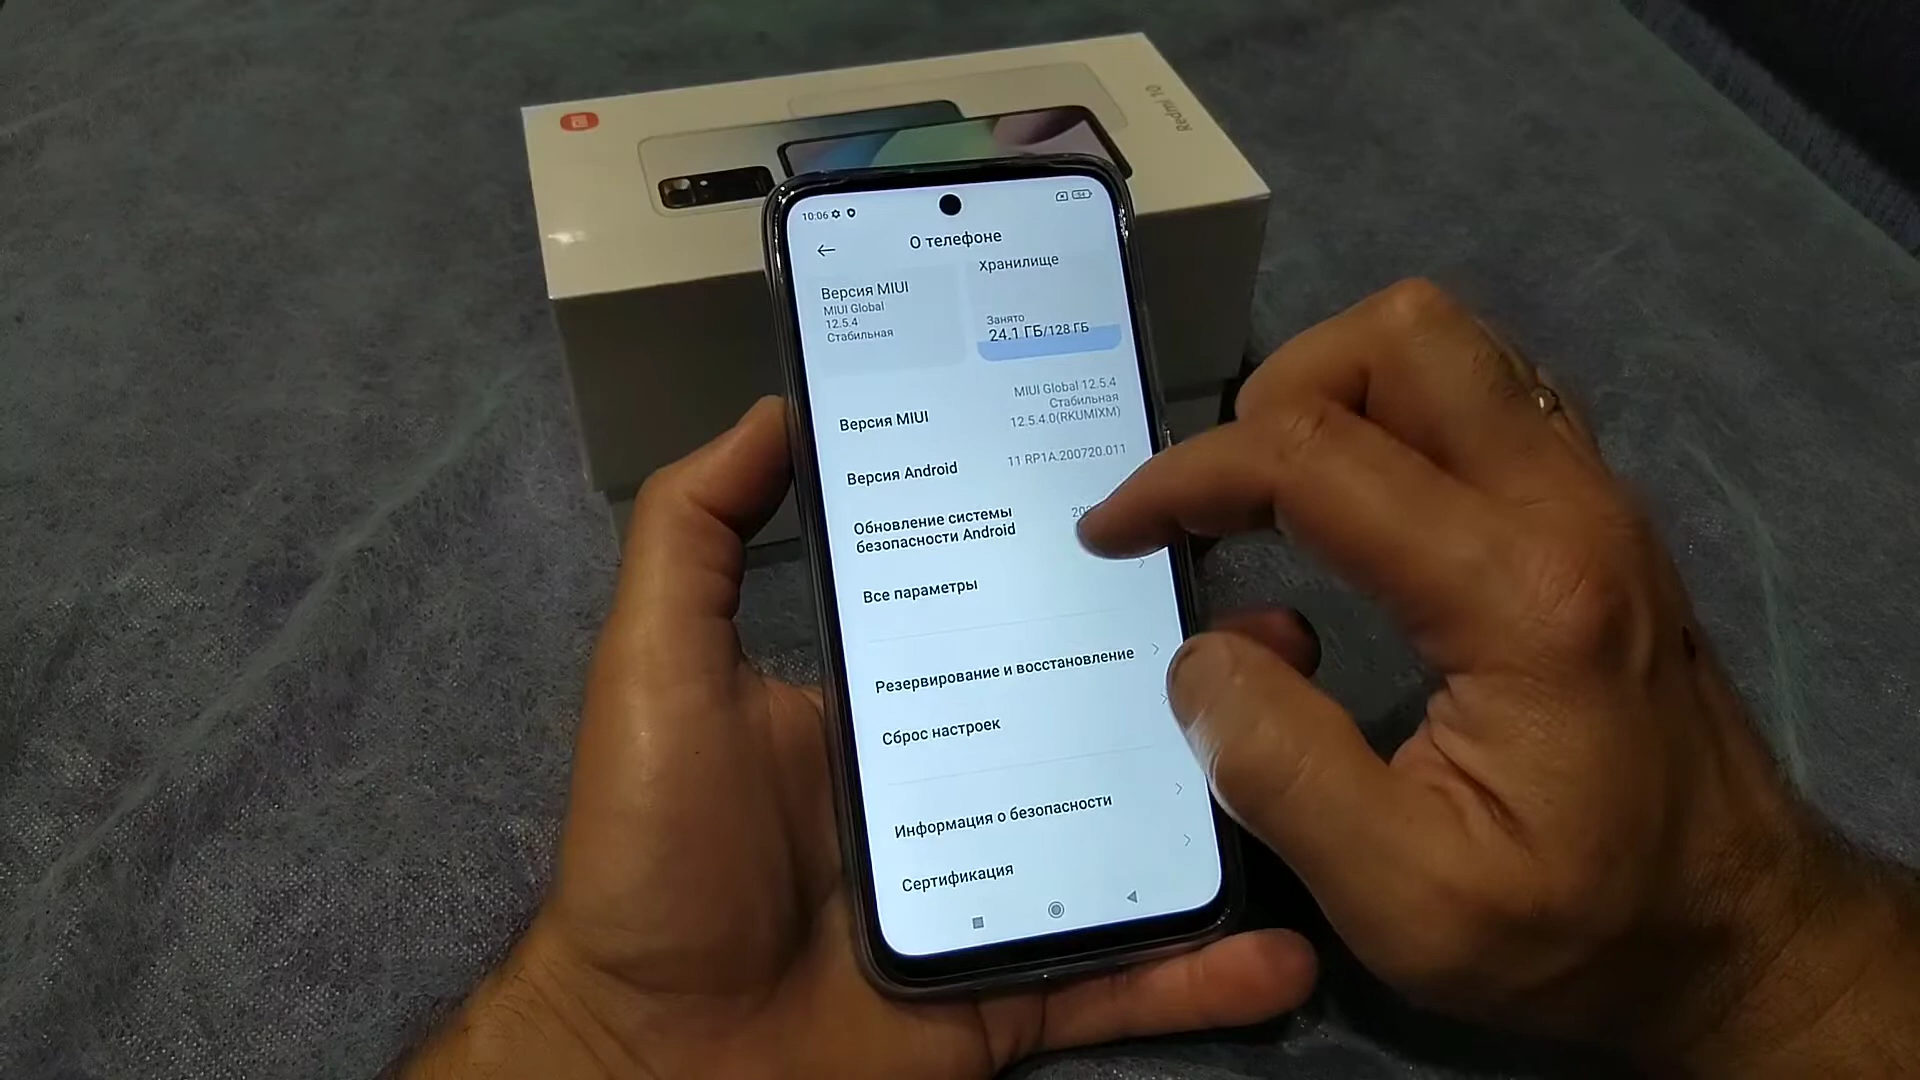 Redmi 10
10:06
54
О телефоне
Версия MIUI
MIUI Global
12.5.4
Стабильная
Хранилище
Занято
24.1 ГБ/128 ГБ
Версия MIUI
MIUI Global 12.5.4
Стабильная
12.5.4.0(RKUMIXM)
Версия Android
11 RP1A.200720.011
Обновление системы
безопасности Android
Все параметры
Резервирование и восстановление
Сброс настроек
Информация о безопасности
Сертификация